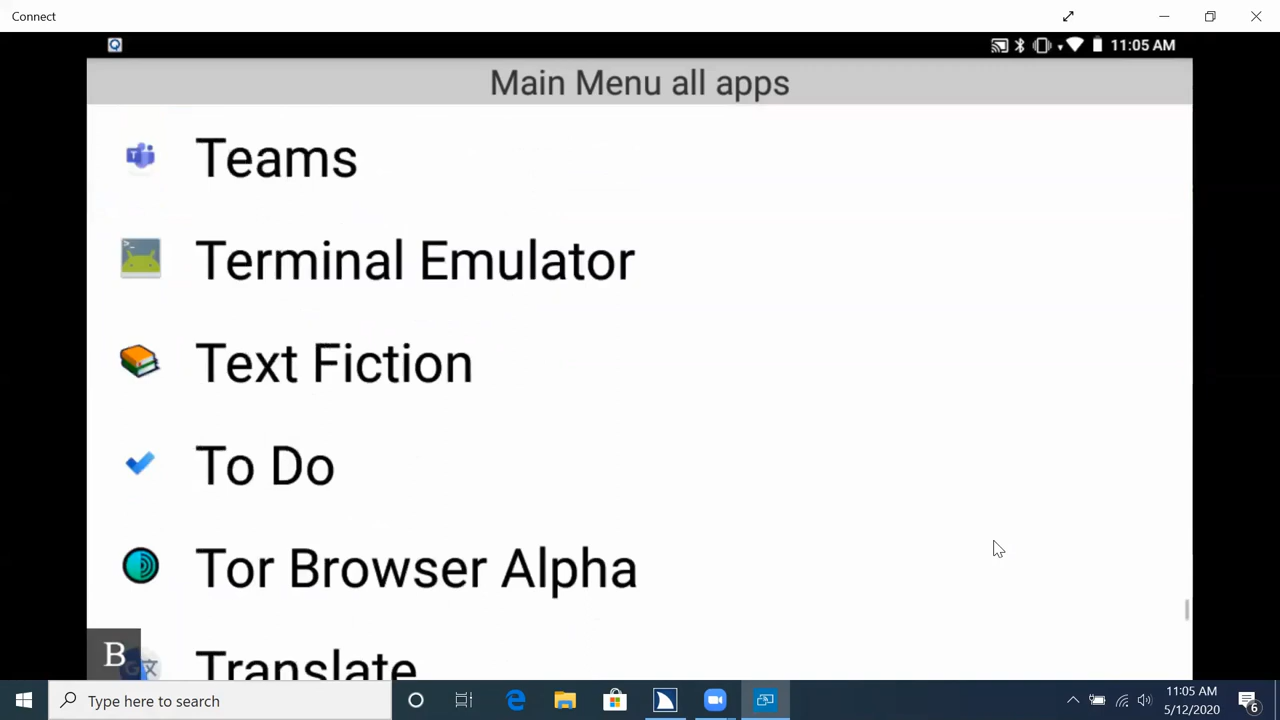 Connect
11:05 AM
Main Menu all apps
Teams
Terminal Emulator
Text Fiction
To Do
Tor Browser Alpha
B
Translate
Type here to search
11:05 AM
5/12/2020
6